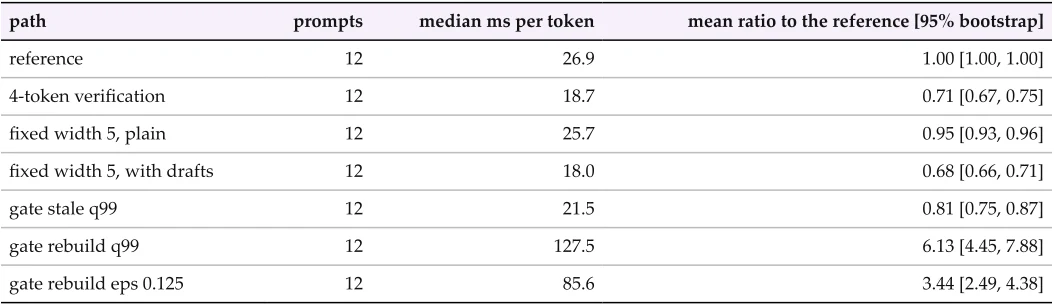 path prompts median ms per token mean ratio to the reference [95% bootstrap]
reference 12 26.9 1.00 [1.00, 1.00]
4-token verification 12 18.7 0.71 [0.67, 0.75]
fixed width 5, plain 12 25.7 0.95 [0.93, 0.96]
fixed width 5, with drafts 12 18.0 0.68 [0.66, 0.71]
gate stale q99 12 21.5 0.81 [0.75, 0.87]
gate rebuild q99 12 127.5 6.13 [4.45, 7.88]
gate rebuild eps 0.125 12 85.6 3.44 [2.49, 4.38]